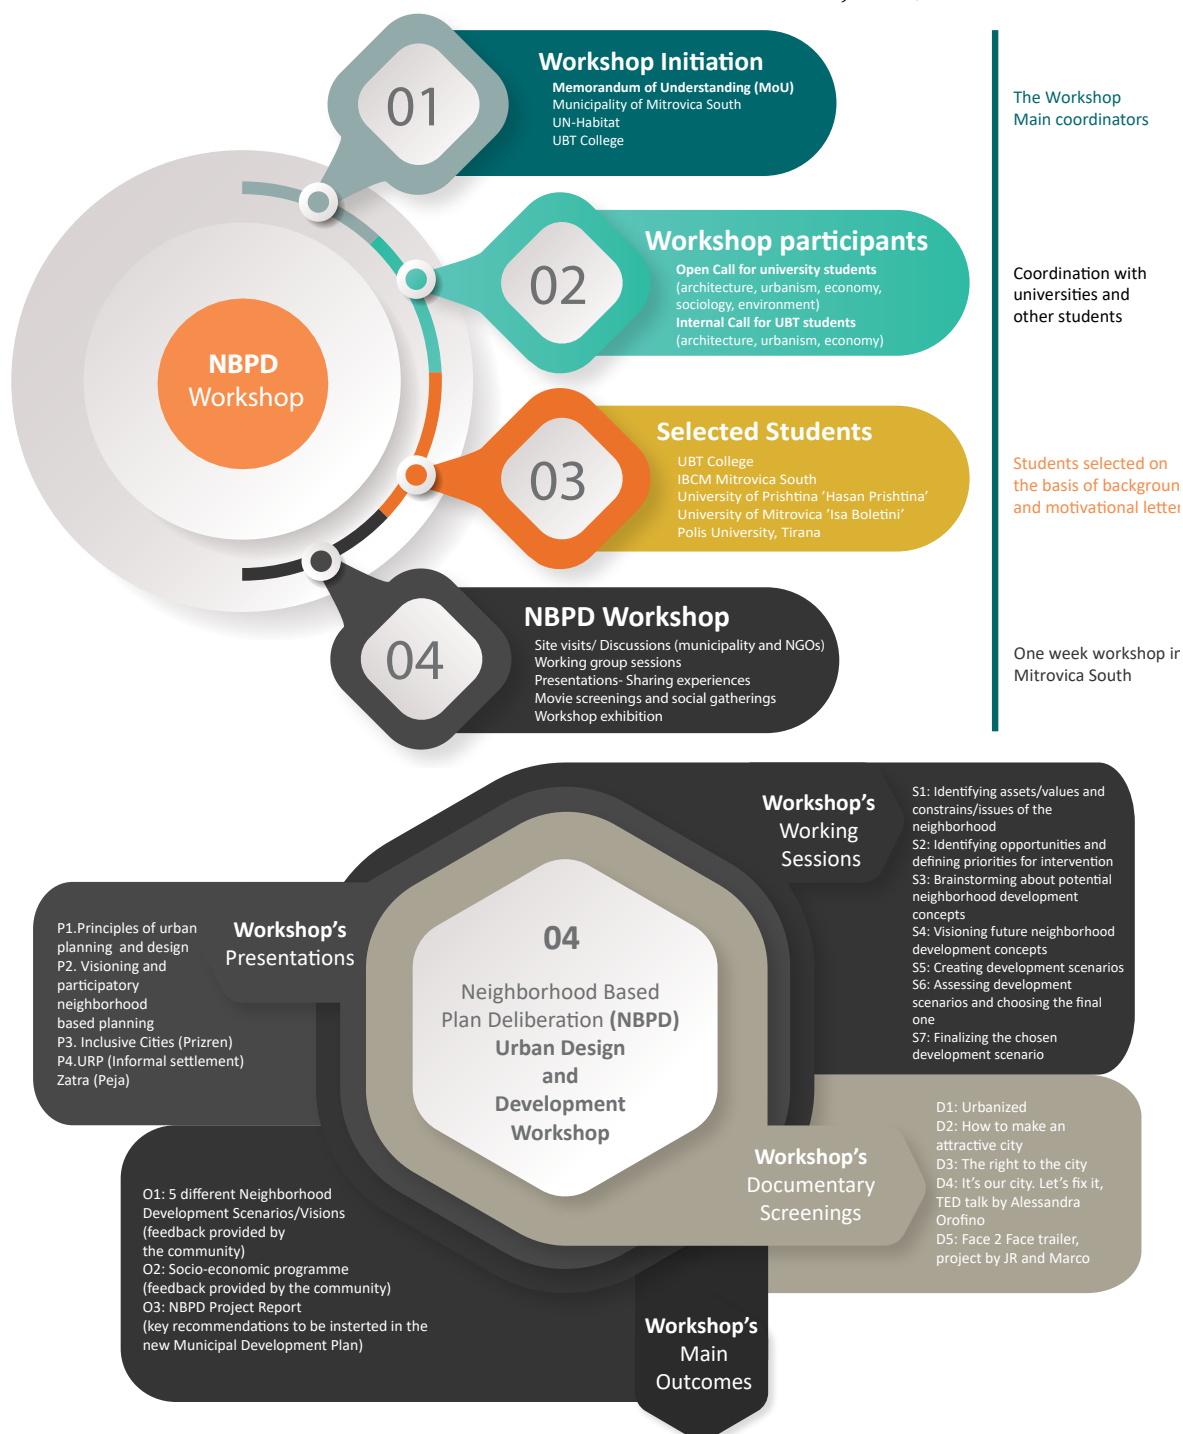 01
Workshop Initiation
Memorandum of Understanding (MoU)
Municipality of Mitrovica South
UN-Habitat
UBT College
The Workshop
Main coordinators
02
Workshop participants
Open Call for university students
(architecture, urbanism, economy,
sociology, environment)
Internal Call for UBT students
(architecture, urbanism, economy)
Coordination with
universities and
other students
NBPD
Workshop
03
Selected Students
UBT College
IBCM Mitrovica South
University of Prishtina ’Hasan Prishtina’
University of Mitrovica ’Isa Boletini’
Polis University, Tirana
Students selected on
the basis of backgroun
and motivational letter
04
NBPD Workshop
Site visits/ Discussions (municipality and NGOs)
Working group sessions
Presentations- Sharing experiences
Movie screenings and social gatherings
Workshop exhibition
One week workshop in
Mitrovica South
Workshop’s
Working
Sessions
S1: Identifying assets/values and
constrains/issues of the
neighborhood
S2: Identifying opportunities and
defining priorities for intervention
S3: Brainstorming about potential
neighborhood development
concepts
S4: Visioning future neighborhood
development concepts
S5: Creating development scenarios
S6: Assessing development
scenarios and choosing the final
one
S7: Finalizing the chosen
development scenario
Workshop’s
Presentations
P1.Principles of urban
planning and design
P2. Visioning and
participatory
neighborhood
based planning
P3. Inclusive Cities (Prizren)
P4.URP (Informal settlement)
Zatra (Peja)
04
Neighborhood Based
Plan Deliberation (NBPD)
Urban Design
and
Development
Workshop
Workshop’s
Documentary
Screenings
D1: Urbanized
D2: How to make an
attractive city
D3: The right to the city
D4: It’s our city. Let’s fix it,
TED talk by Alessandra
Orofino
D5: Face 2 Face trailer,
project by JR and Marco
O1: 5 different Neighborhood
Development Scenarios/Visions
(feedback provided by
the community)
O2: Socio-economic programme
(feedback provided by the community)
O3: NBPD Project Report
(key recommendations to be insterted in the
new Municipal Development Plan)
Workshop’s
Main
Outcomes